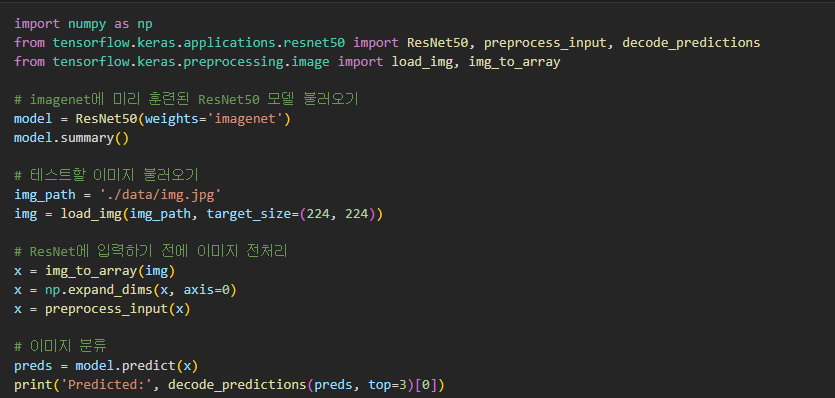 import numpy as np
from tensorflow.keras.applications.resnet50 import ResNet50, preprocess_input, decode_predictions
from tensorflow.keras.preprocessing.image import load_img, img_to_array
# imagenet에 미리 훈련된 ResNet50 모델 불러오기
model = ResNet50(weights='imagenet')
model.summary()
# 테스트할 이미지 불러오기
img_path = './data/img.jpg'
img = load_img(img_path, target_size=(224, 224))
# ResNet에 입력하기 전에 이미지 전처리
x = img_to_array(img)
x = np.expand_dims(x, axis=0)
x = preprocess_input(x)
# 이미지 분류
preds = model.predict(x)
print('Predicted:', decode_predictions(preds, top=3)[0])